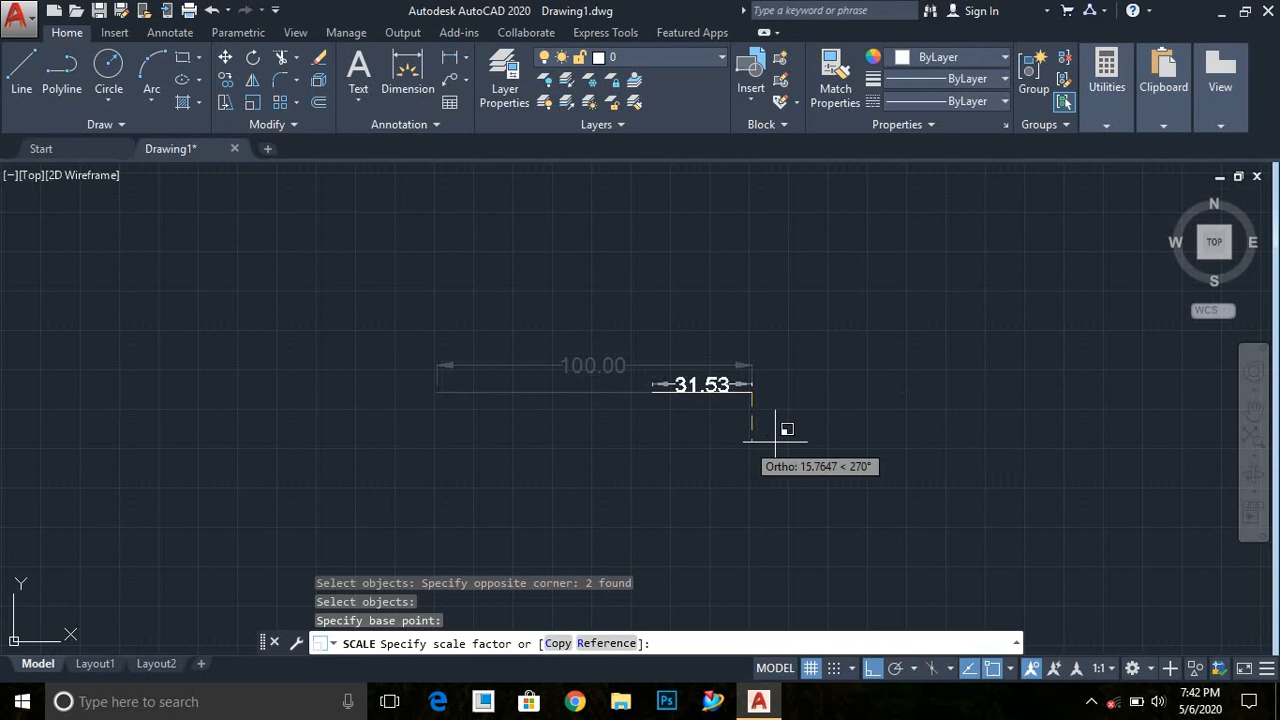 Autodesk AutoCAD 2020 Drawing1.dwg
Type a keyword or phrase
Sign In
Home Insert Annotate Parametric View Manage Output Add-ins Collaborate Express Tools Featured Apps
Line Polyline Circle Arc
Text Dimension
Layer
Properties
0
Insert
Match
Properties
ByLayer
ByLayer
ByLayer
Group
Utilities
Clipboard
View
Draw Modify Annotation Layers Block Properties Groups
Start Drawing1*
[−][Top][2D Wireframe]
N
W TOP E
S
WCS
100.00
31.53
Ortho: 15.7647 < 270°
Y
X
Select objects: Specify opposite corner: 2 found
Select objects:
Specify base point:
SCALE Specify scale factor or [Copy Reference]:
Model Layout1 Layout2
MODEL
1:1
Type here to search
7:42 PM
5/6/2020